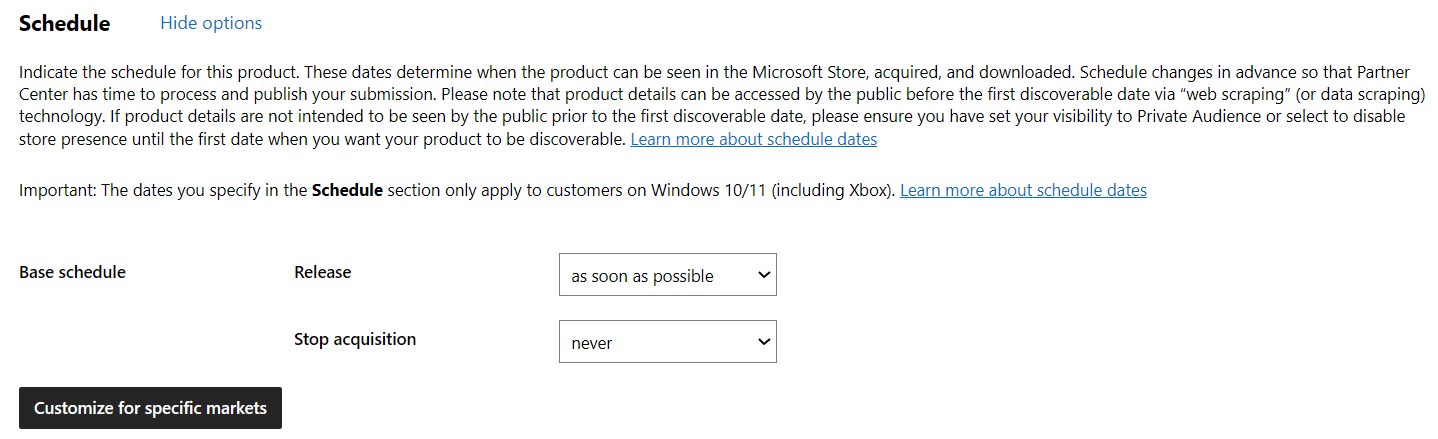 Schedule Hide options
Indicate the schedule for this product. These dates determine when the product can be seen in the Microsoft Store, acquired, and downloaded. Schedule changes in advance so that Partner
Center has time to process and publish your submission. Please note that product details can be accessed by the public before the first discoverable date via “web scraping” (or data scraping)
technology. If product details are not intended to be seen by the public prior to the first discoverable date, please ensure you have set your visibility to Private Audience or select to disable
store presence until the first date when you want your product to be discoverable. Learn more about schedule dates
Important: The dates you specify in the Schedule section only apply to customers on Windows 10/11 (including Xbox). Learn more about schedule dates
Base schedule Release as soon as possible
Stop acquisition never
Customize for specific markets